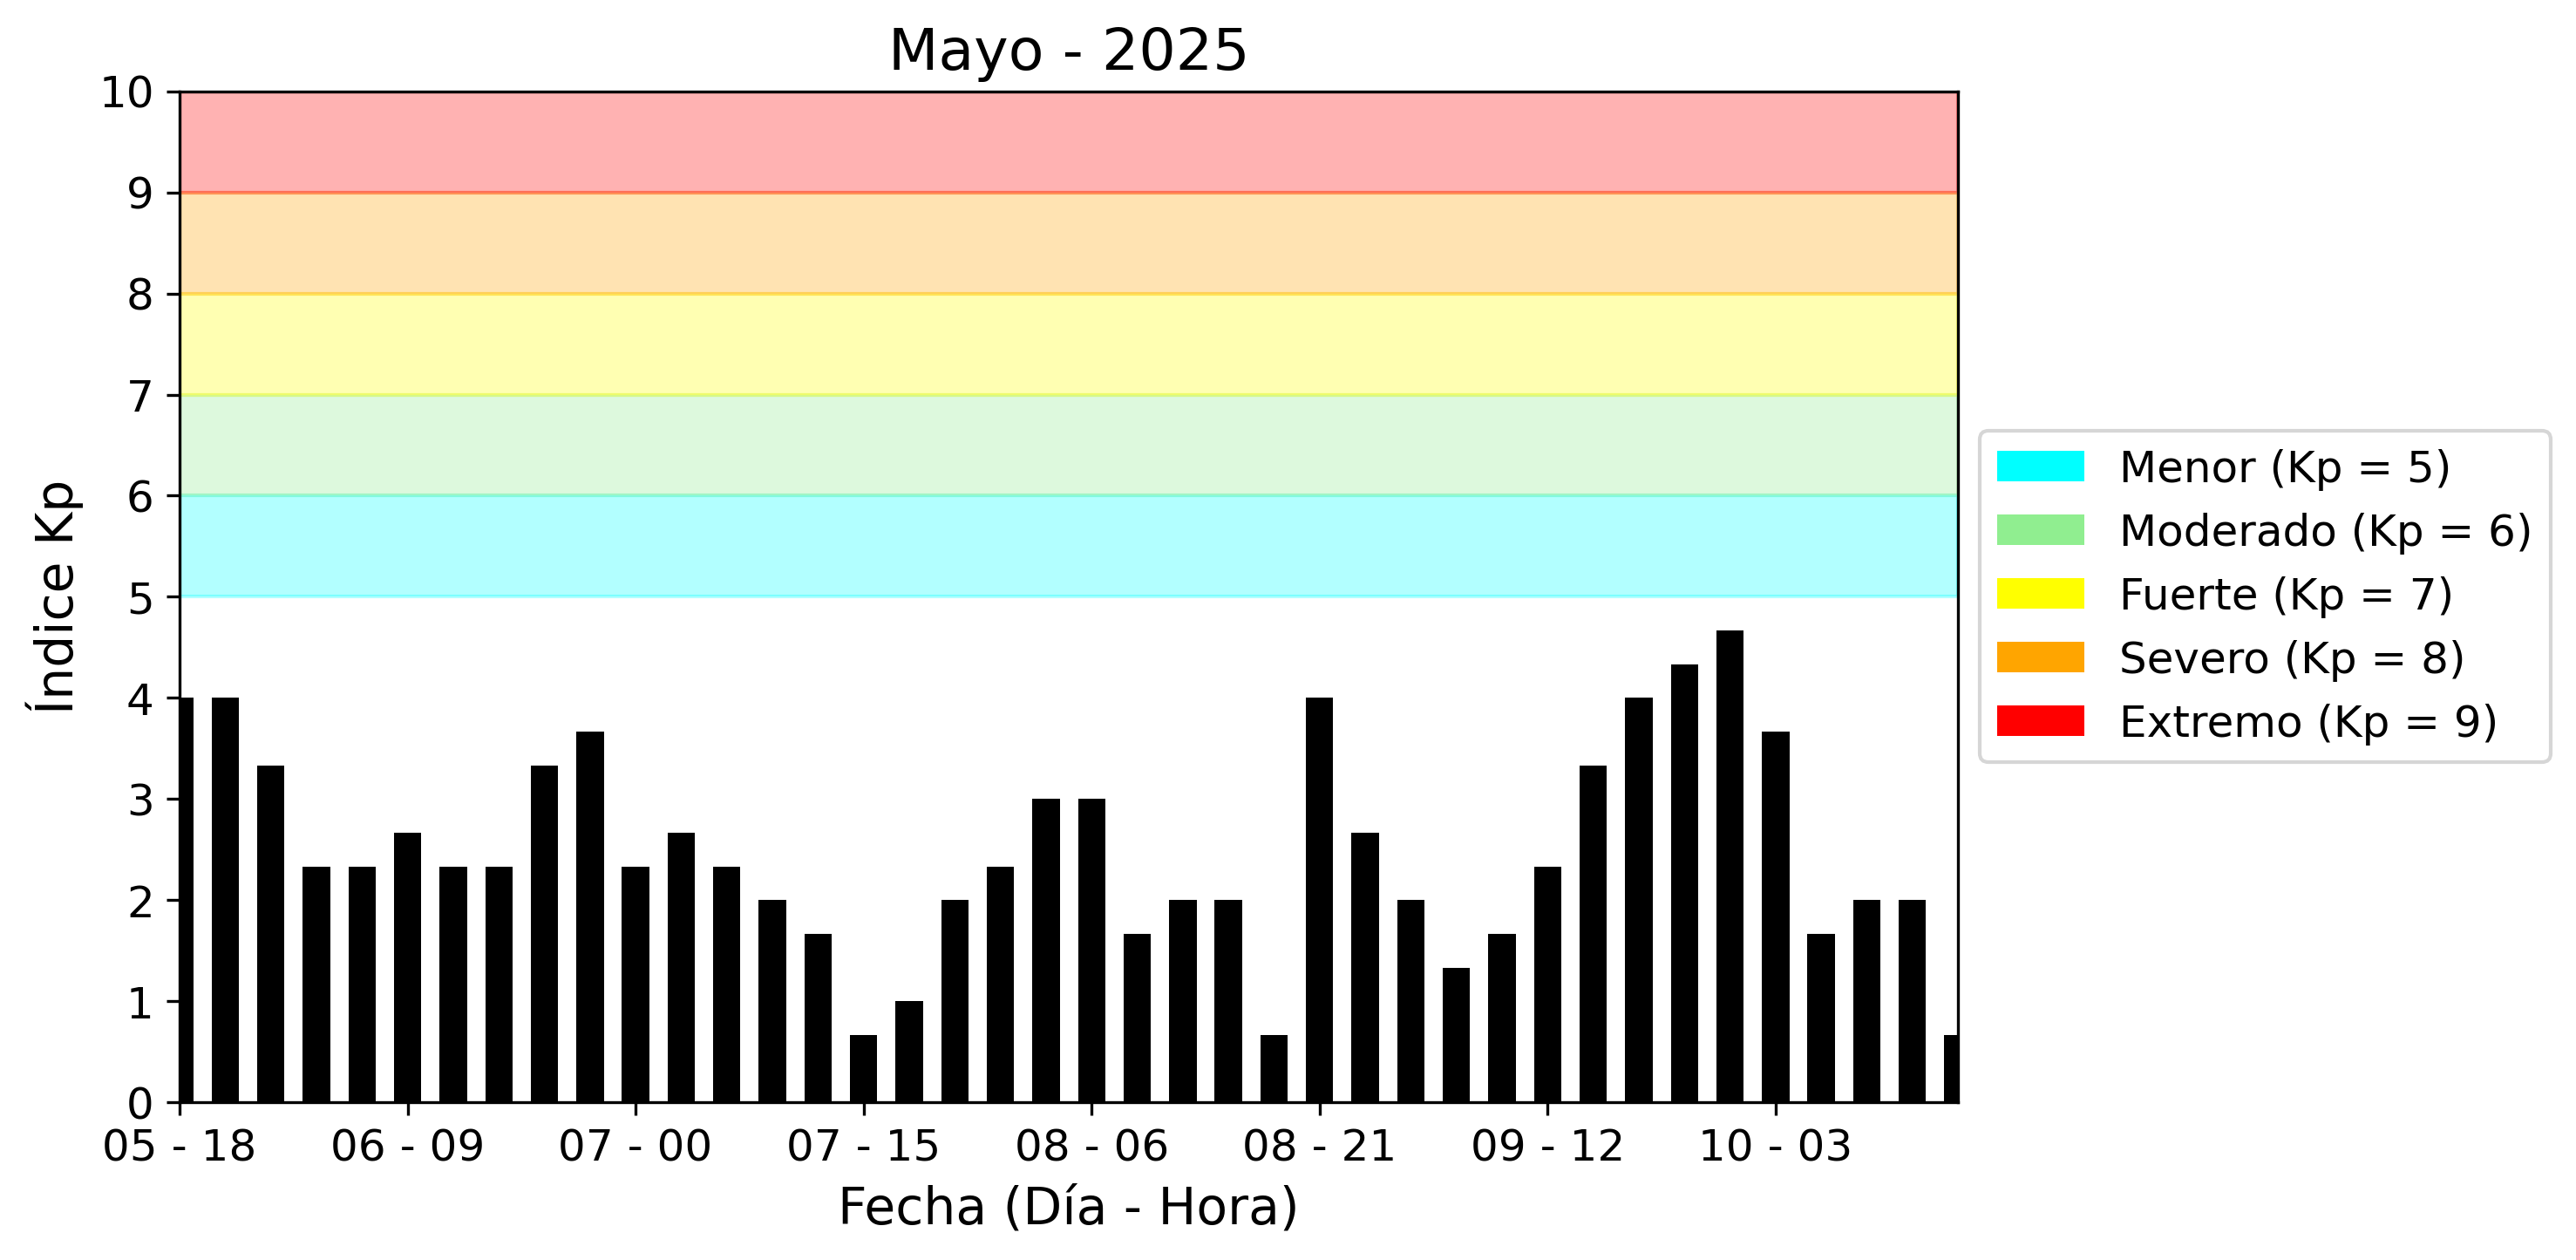 Mayo - 2025
10
9
8
7
6
5
4
3
2
1
0
Índice Kp
05 - 18
06 - 09
07 - 00
07 - 15
08 - 06
08 - 21
09 - 12
10 - 03
Fecha (Día - Hora)
Menor (Kp = 5)
Moderado (Kp = 6)
Fuerte (Kp = 7)
Severo (Kp = 8)
Extremo (Kp = 9)